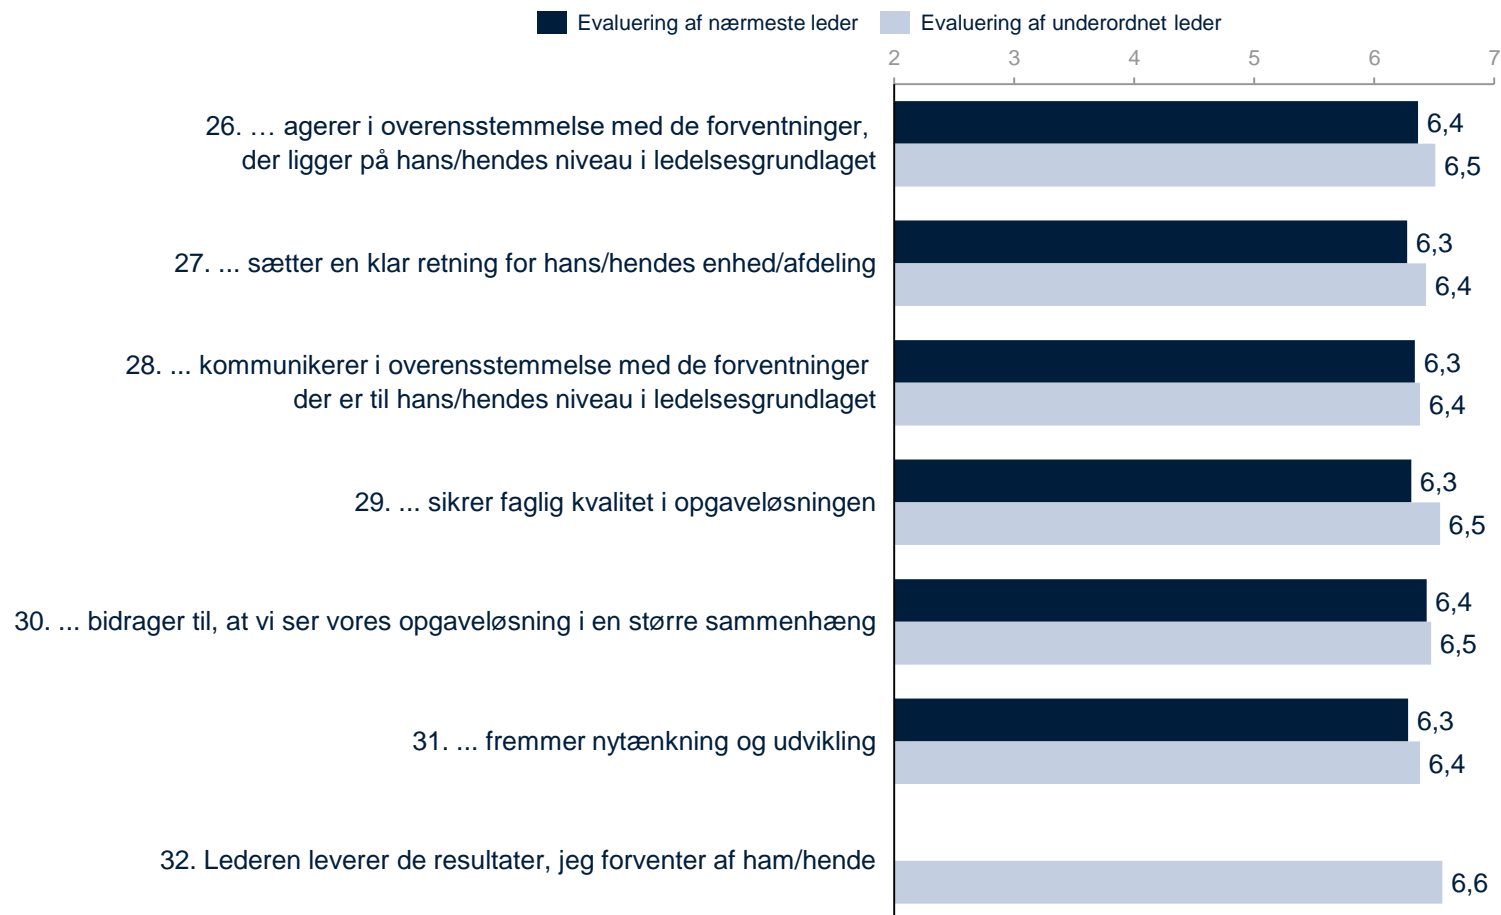 Evaluering af nærmeste leder Evaluering af underordnet leder
2 3 4 5 6 7
26. … agerer i overensstemmelse med de forventninger,
der ligger på hans/hendes niveau i ledelsesgrundlaget
6,4
6,5
27. ... sætter en klar retning for hans/hendes enhed/afdeling
6,3
6,4
28. ... kommunikerer i overensstemmelse med de forventninger
der er til hans/hendes niveau i ledelsesgrundlaget
6,3
6,4
29. ... sikrer faglig kvalitet i opgaveløsningen
6,3
6,5
30. ... bidrager til, at vi ser vores opgaveløsning i en større sammenhæng
6,4
6,5
31. ... fremmer nytænkning og udvikling
6,3
6,4
32. Lederen leverer de resultater, jeg forventer af ham/hende
6,6